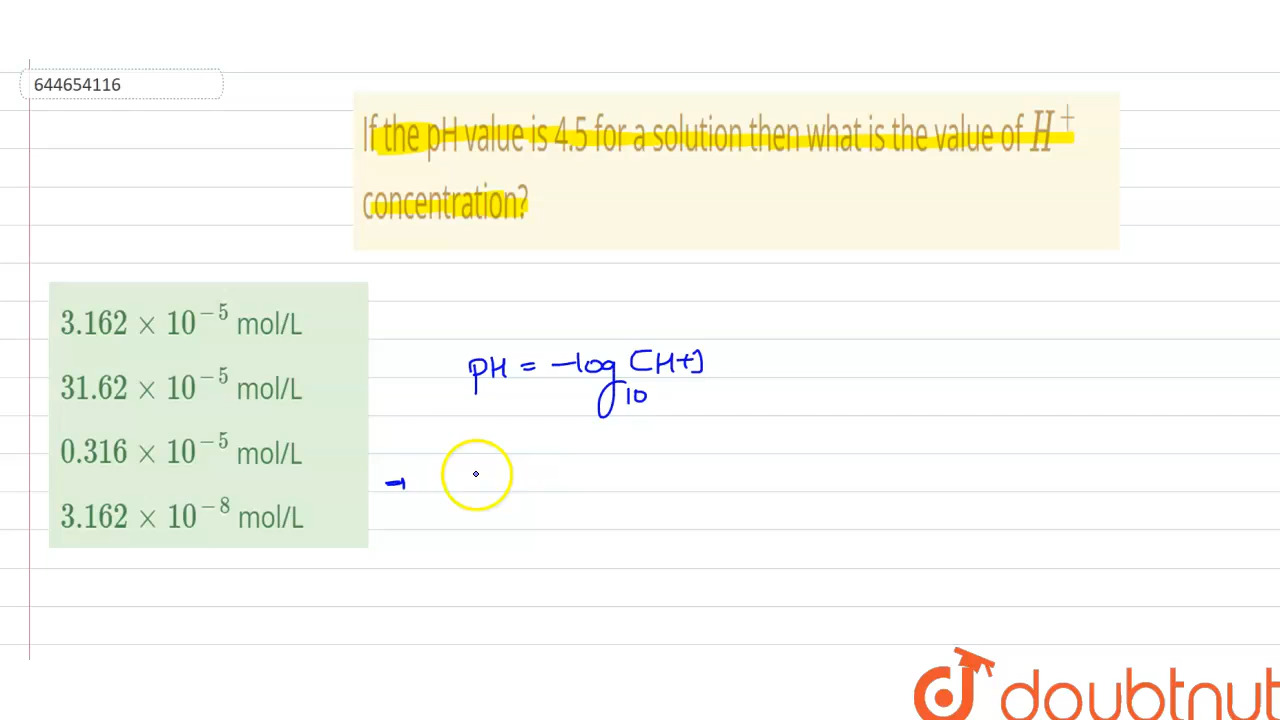 644654116
If the pH value is 4.5 for a solution then what is the value of H⁺
concentration?
3.162 × 10⁻⁵ mol/L
31.62 × 10⁻⁵ mol/L
0.316 × 10⁻⁵ mol/L
3.162 × 10⁻⁸ mol/L
pH = -log₁₀ [H+]
doubtnut